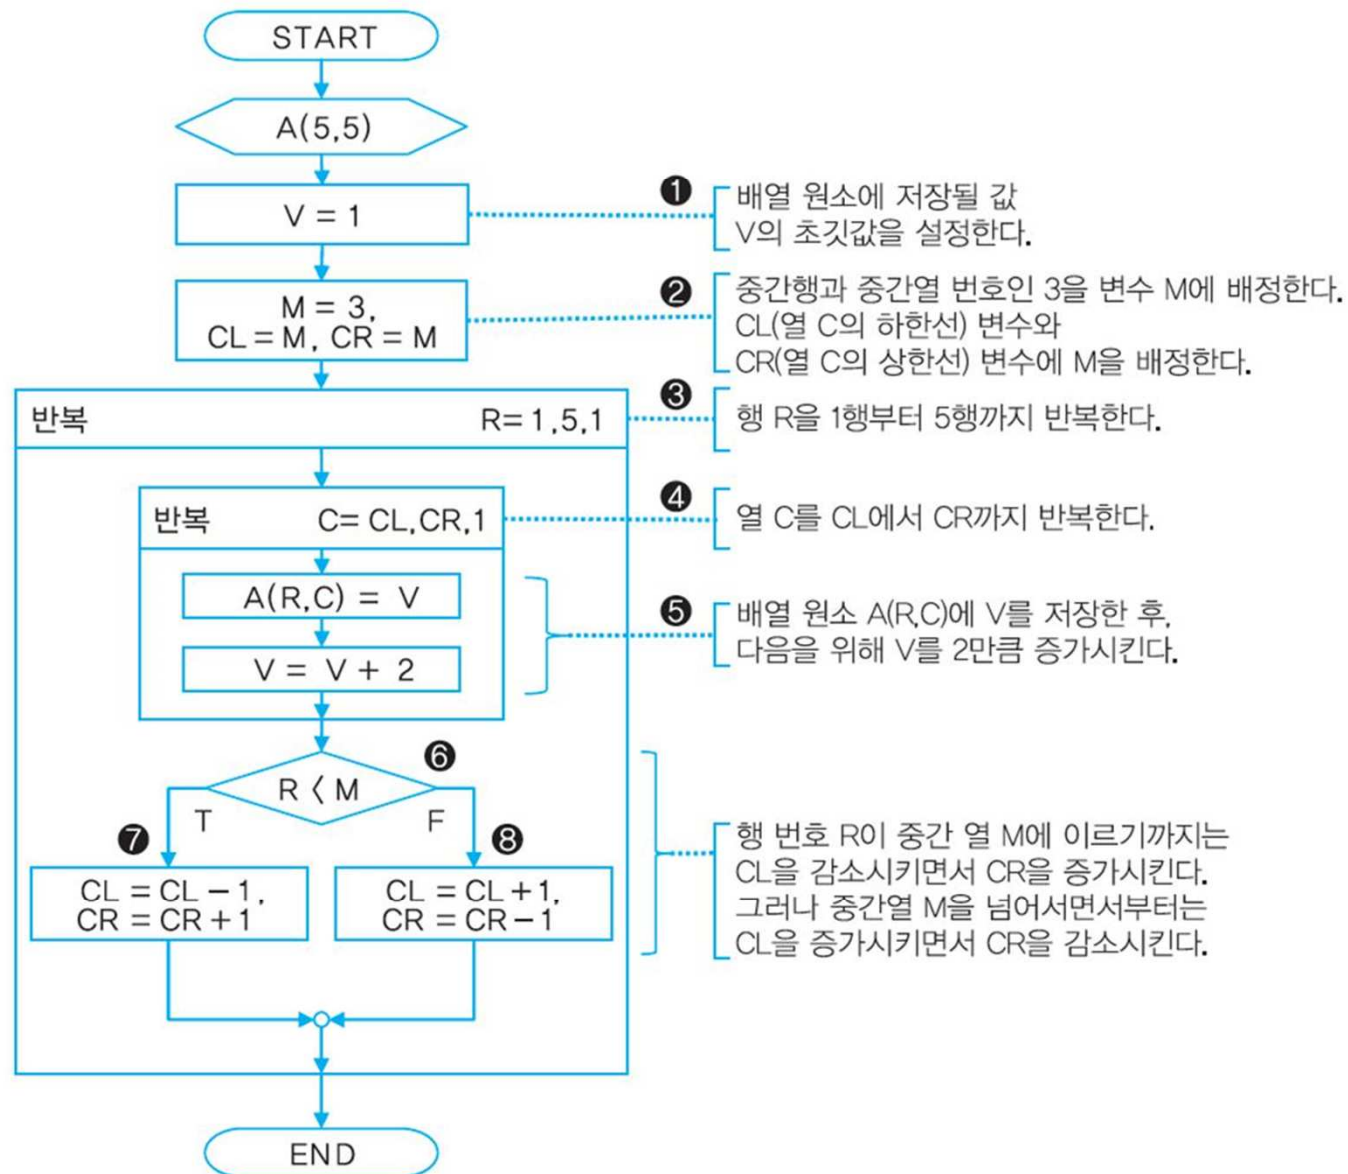 START
A(5,5)
V = 1
❶
배열 원소에 저장될 값
V의 초깃값을 설정한다.
M = 3,
CL = M, CR = M
❷
중간행과 중간열 번호인 3을 변수 M에 배정한다.
CL(열 C의 하한선) 변수와
CR(열 C의 상한선) 변수에 M을 배정한다.
반복 R= 1,5,1
❸
행 R을 1행부터 5행까지 반복한다.
반복 C= CL,CR,1
❹
열 C를 CL에서 CR까지 반복한다.
A(R,C) = V
V = V + 2
❺
배열 원소 A(R,C)에 V를 저장한 후,
다음을 위해 V를 2만큼 증가시킨다.
❻
R < M
T
F
❼
❽
CL = CL − 1,
CR = CR + 1
CL = CL + 1,
CR = CR − 1
행 번호 R이 중간 열 M에 이르기까지는
CL을 감소시키면서 CR을 증가시킨다.
그러나 중간열 M을 넘어서면서부터는
CL을 증가시키면서 CR을 감소시킨다.
END